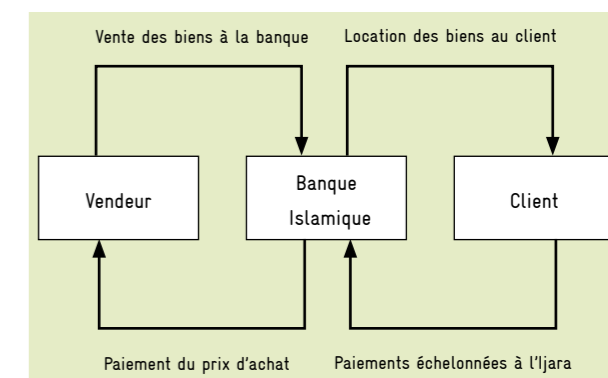 Vente des biens à la banque
Location des biens au client
Vendeur
Banque
Islamique
Client
Paiement du prix d'achat
Paiements échelonnées à l'Ijara